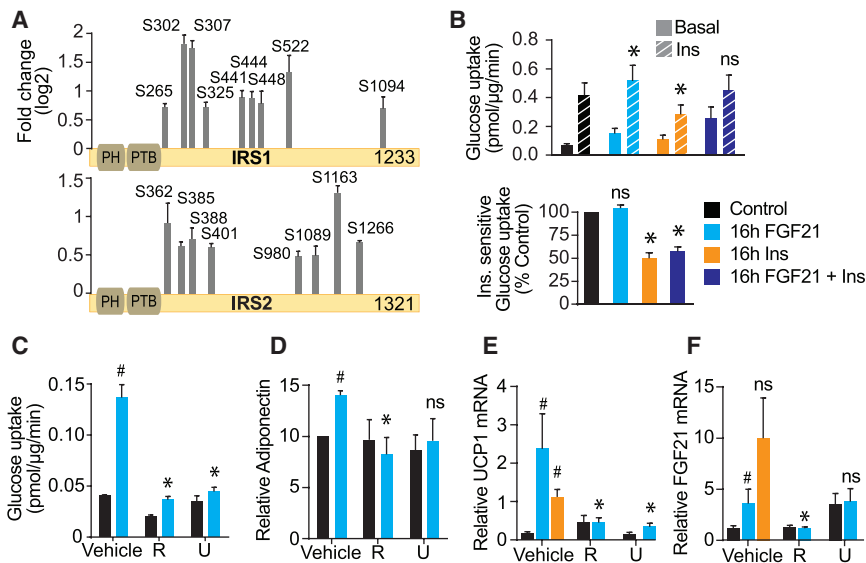 A
Fold change
(log2)
2
1.5
1
0.5
0
S302
S307
S265
S325
S441
S444
S448
S522
S1094
PH
PTB
IRS1
1233
1.5
1.0
0.5
0
S362
S385
S388
S401
S980
S1089
S1163
S1266
PH
PTB
IRS2
1321
B
Glucose uptake
(pmol/µg/min)
0.8
0.6
0.4
0.2
0.0
Basal
Ins
*
*
ns
Ins. sensitive
Glucose uptake
(% Control)
100
75
50
25
0
ns
*
*
Control
16h FGF21
16h Ins
16h FGF21 + Ins
C
Glucose uptake
(pmol/µg/min)
0.15
0.10
0.05
0.00
#
*
*
Vehicle R U
D
Relative Adiponectin
20
15
10
5
0
#
*
ns
Vehicle R U
E
Relative UCP1 mRNA
4
3
2
1
0
#
#
*
*
Vehicle R U
F
Relative FGF21 mRNA
15
10
5
0
#
ns
*
ns
Vehicle R U